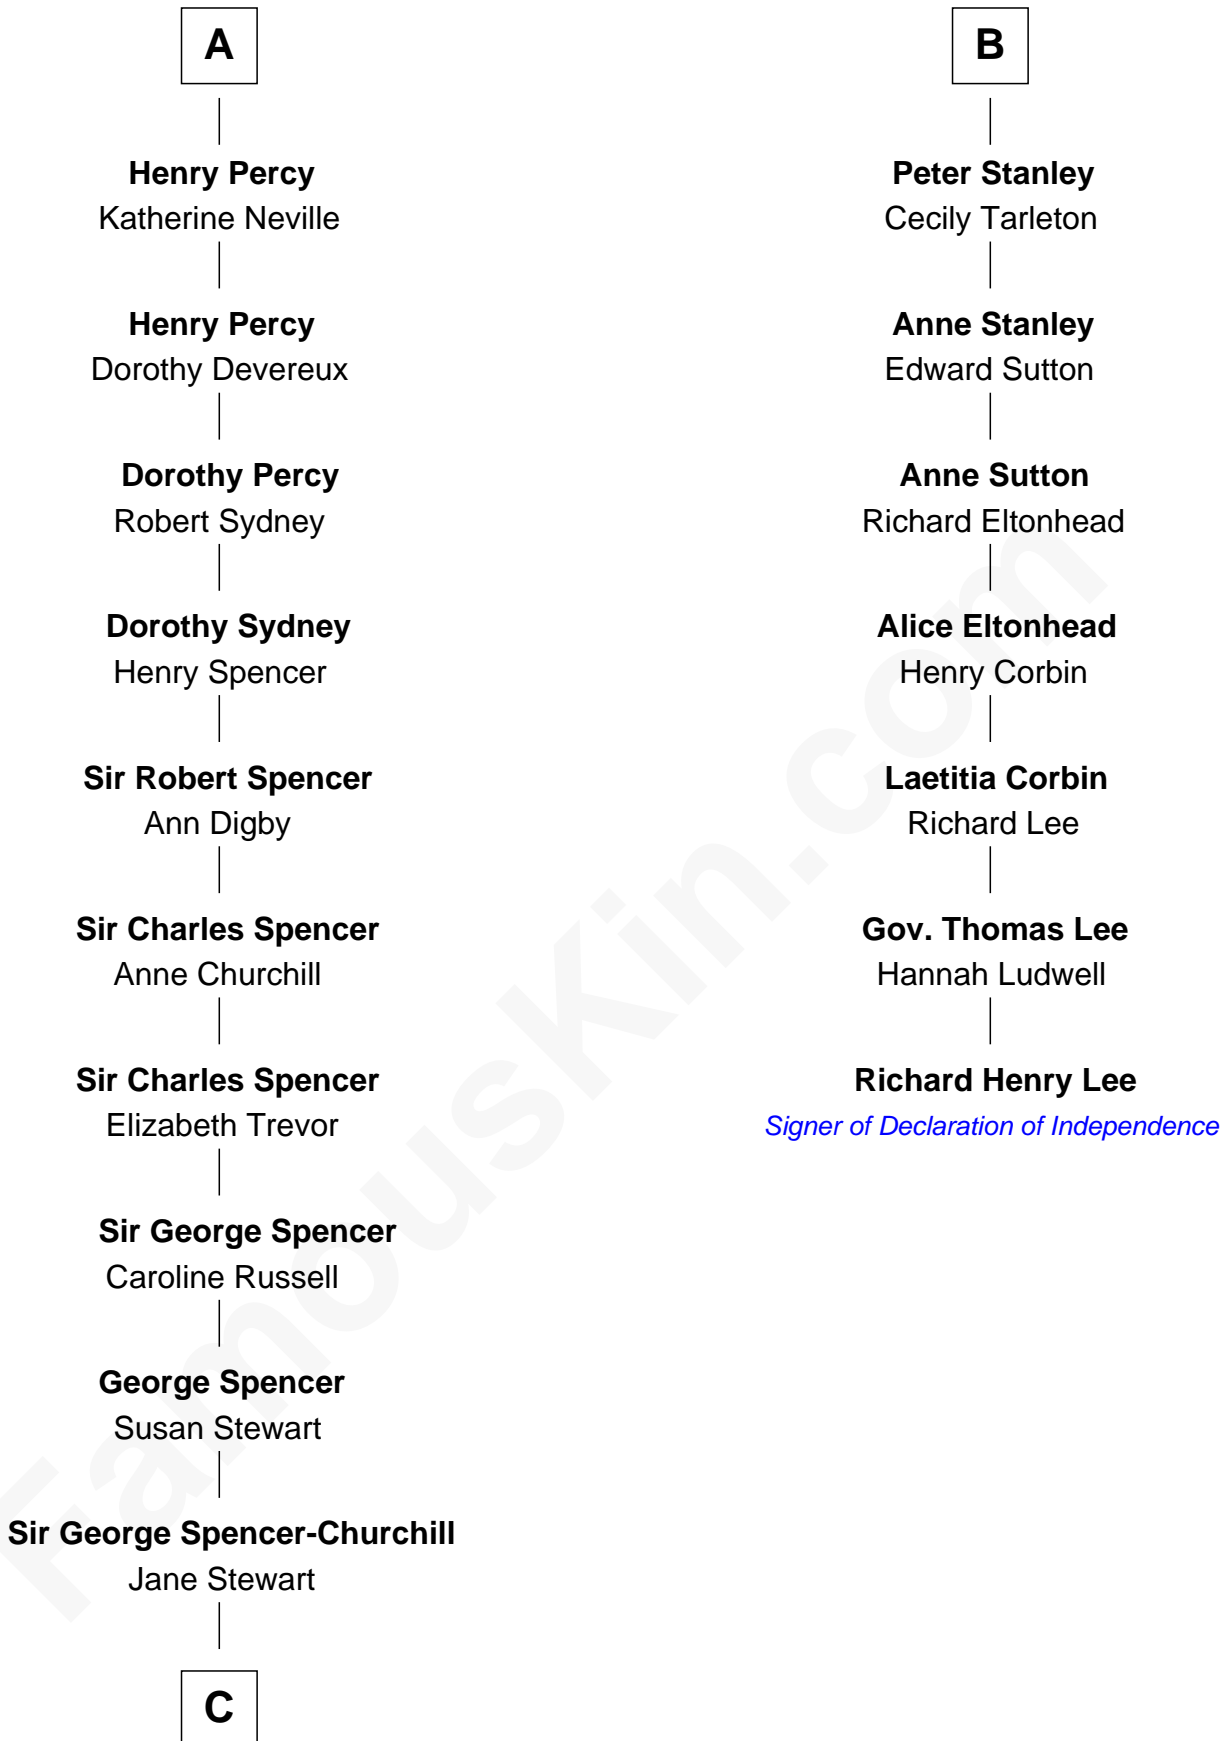 A
Henry Percy
Katherine Neville
Henry Percy
Dorothy Devereux
Dorothy Percy
Robert Sydney
Dorothy Sydney
Henry Spencer
Sir Robert Spencer
Ann Digby
Sir Charles Spencer
Anne Churchill
Sir Charles Spencer
Elizabeth Trevor
Sir George Spencer
Caroline Russell
George Spencer
Susan Stewart
Sir George Spencer-Churchill
Jane Stewart
C
B
Peter Stanley
Cecily Tarleton
Anne Stanley
Edward Sutton
Anne Sutton
Richard Eltonhead
Alice Eltonhead
Henry Corbin
Laetitia Corbin
Richard Lee
Gov. Thomas Lee
Hannah Ludwell
Richard Henry Lee
Signer of Declaration of Independence
FamousKin.com